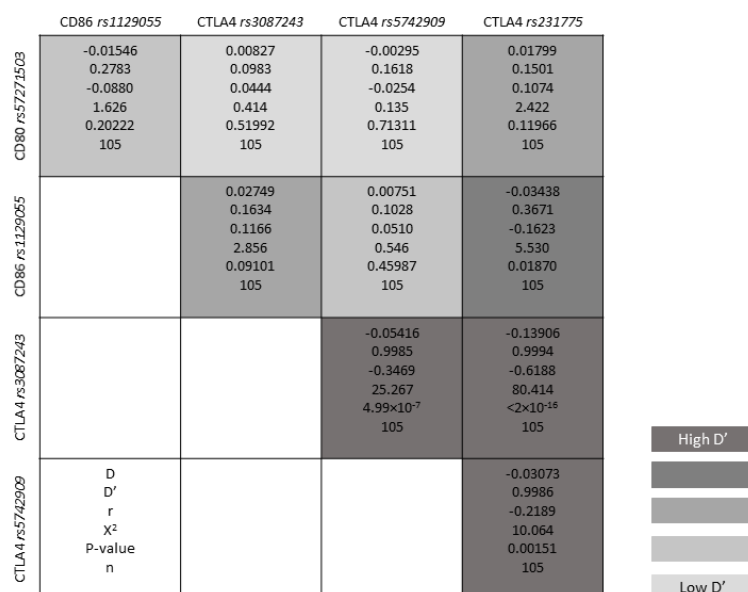 CD86 rs1129055 CTLA4 rs3087243 CTLA4 rs5742909 CTLA4 rs231775
CD80 rs57271503
-0.01546 0.00827 -0.00295 0.01799
0.2783 0.0983 0.1618 0.1501
-0.0880 0.0444 -0.0254 0.1074
1.626 0.414 0.135 2.422
0.20222 0.51992 0.71311 0.11966
105 105 105 105
CD86 rs1129055
0.02749 0.00751 -0.03438
0.1634 0.1028 0.3671
0.1166 0.0510 -0.1623
2.856 0.546 5.530
0.09101 0.45987 0.01870
105 105 105
CTLA4 rs3087243
-0.05416 -0.13906
0.9985 0.9994
-0.3469 -0.6188
25.267 80.414
4.99×10⁻⁷ <2×10⁻¹⁶
105 105
CTLA4 rs5742909
D -0.03073
D′ 0.9986
r -0.2189
X² 10.064
P-value 0.00151
n 105
High D′
Low D′